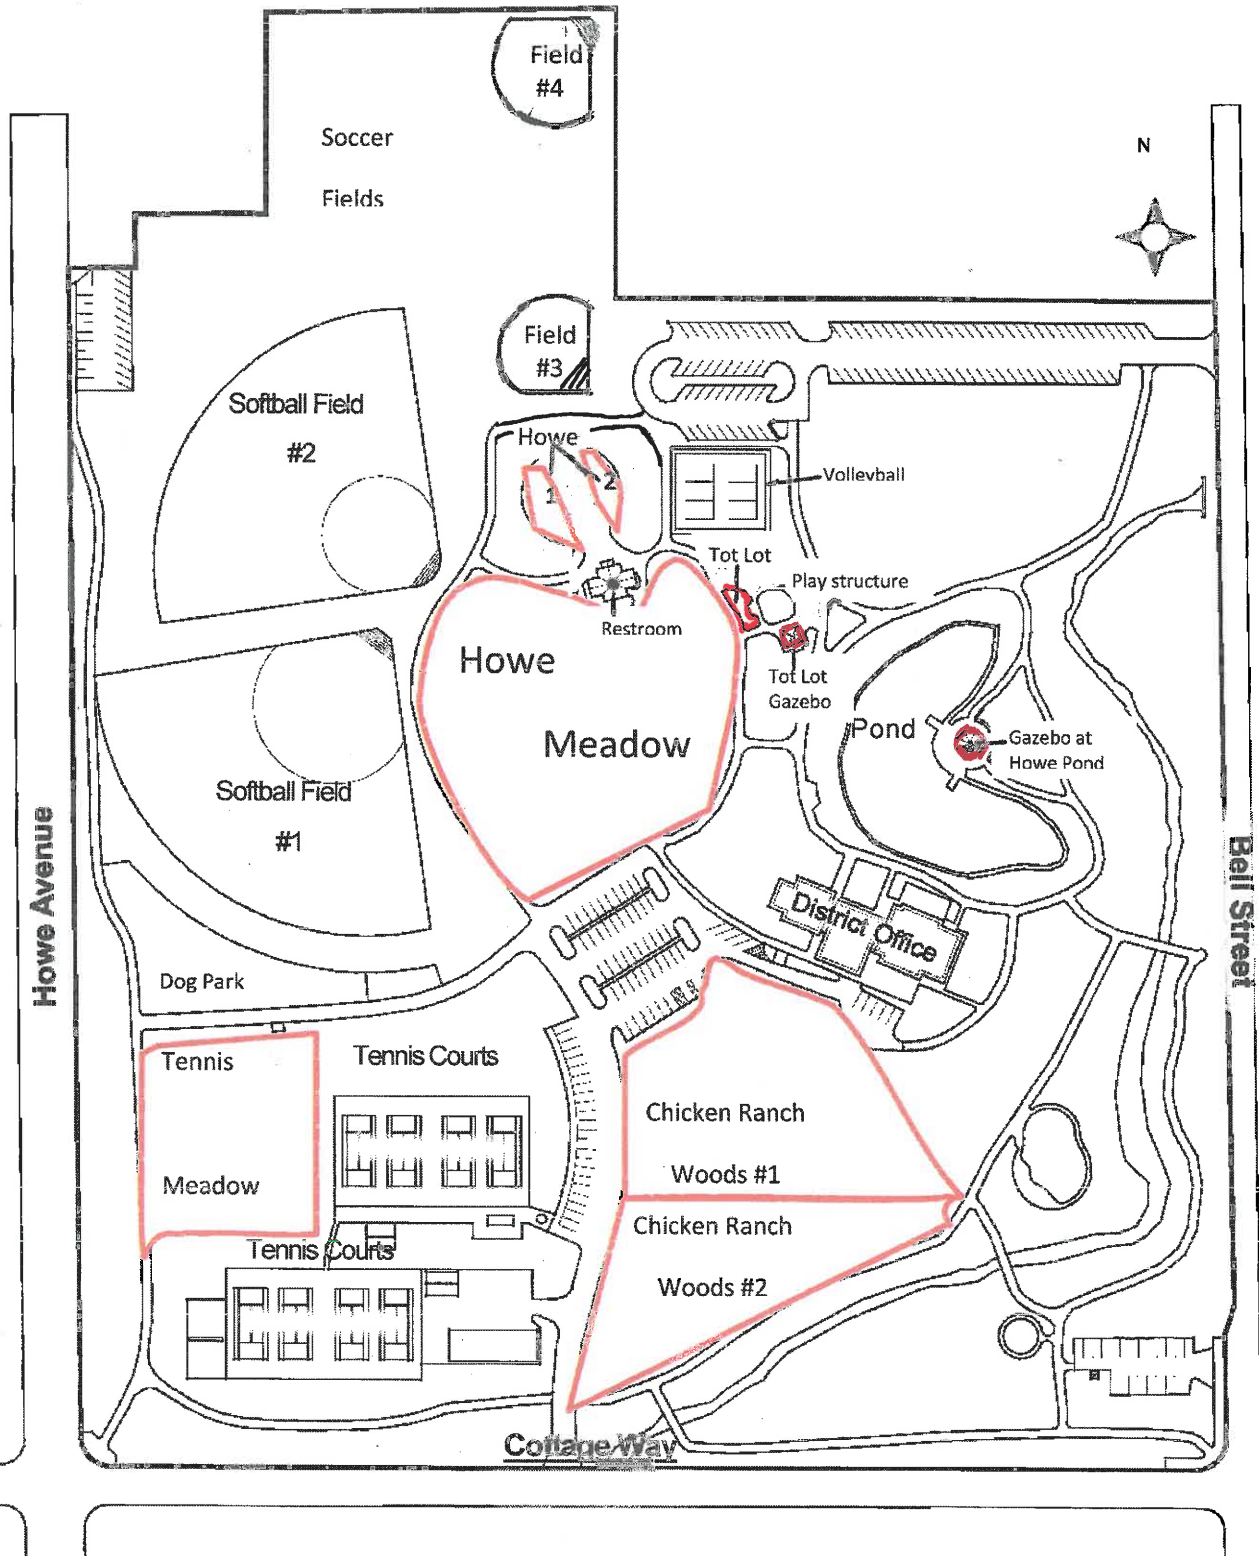 Field
#4
Soccer
Fields
N
Field
#3
Softball Field
#2
Howe
1
2
Volleyball
Tot Lot
Play structure
Restroom
Howe
Meadow
Tot Lot
Gazebo
Pond
Gazebo at
Howe Pond
Softball Field
#1
Howe Avenue
Bell Street
District Office
Dog Park
Tennis
Meadow
Tennis Courts
Chicken Ranch
Woods #1
Chicken Ranch
Woods #2
Tennis Courts
Cottage Way